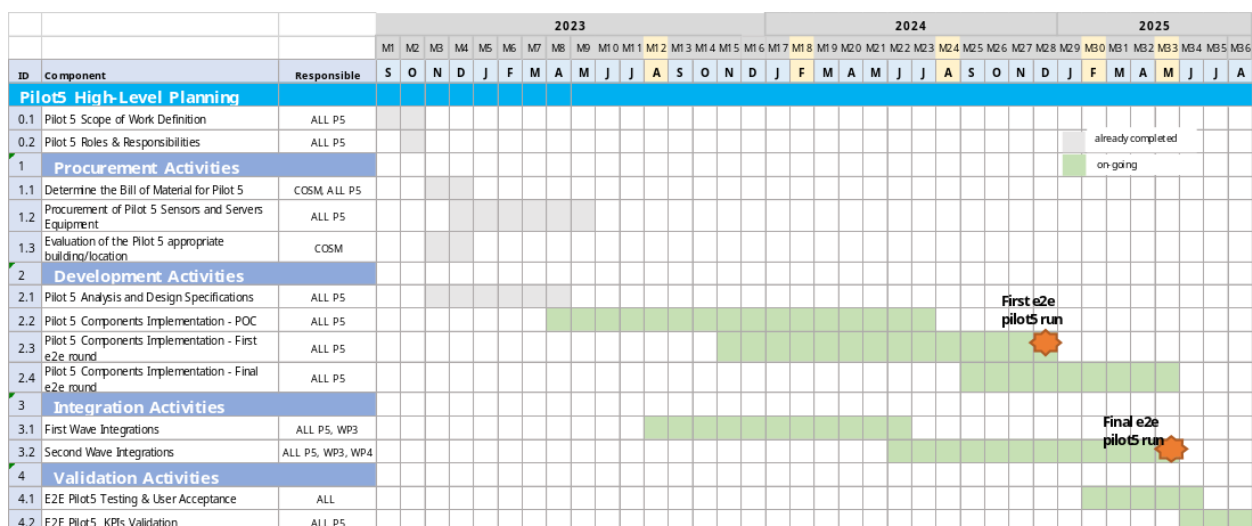 2023 2024 2025
M1 M2 M3 M4 M5 M6 M7 M8 M9 M10 M11 M12 M13 M14 M15 M16 M17 M18 M19 M20 M21 M22 M23 M24 M25 M26 M27 M28 M29 M30 M31 M32 M33 M34 M35 M36
ID Component Responsible S O N D J F M A M J J A S O N D J F M A M J J A S O N D J F M A M J J A
Pilot5 High-Level Planning
0.1 Pilot 5 Scope of Work Definition ALL P5
0.2 Pilot 5 Roles & Responsibilities ALL P5
already completed
1 Procurement Activities
on-going
1.1 Determine the Bill of Material for Pilot 5 COSM, ALL P5
1.2 Procurement of Pilot 5 Sensors and Servers
Equipment ALL P5
1.3 Evaluation of the Pilot 5 appropriate
building/location COSM
2 Development Activities
2.1 Pilot 5 Analysis and Design Specifications ALL P5
First e2e
pilot5 run
2.2 Pilot 5 Components Implementation - POC ALL P5
2.3 Pilot 5 Components Implementation - First
e2e round ALL P5
2.4 Pilot 5 Components Implementation - Final
e2e round ALL P5
3 Integration Activities
Final e2e
pilot5 run
3.1 First Wave Integrations ALL P5, WP3
3.2 Second Wave Integrations ALL P5, WP3, WP4
4 Validation Activities
4.1 E2E Pilot5 Testing & User Acceptance ALL
4.2 E2E Pilot5 KPIs Validation ALL P5